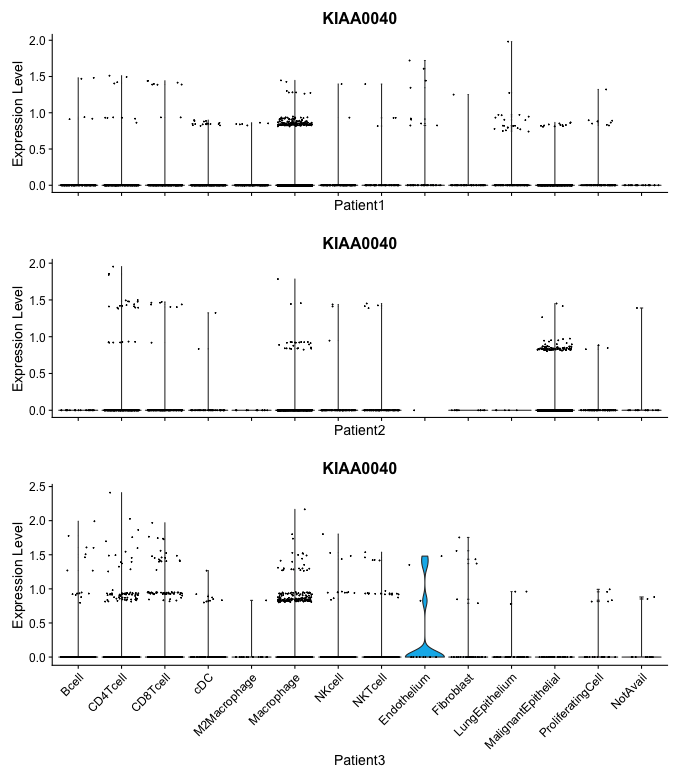 KIAA0040
Expression Level
2.0
1.5
1.0
0.5
0.0
Patient1
KIAA0040
Expression Level
2.0
1.5
1.0
0.5
0.0
Patient2
KIAA0040
Expression Level
2.5
2.0
1.5
1.0
0.5
0.0
Bcell
CD4Tcell
CD8Tcell
cDC
M2Macrophage
Macrophage
NKcell
NKTcell
Endothelium
Fibroblast
LungEpithelium
MalignantEpithelial
ProliferatingCell
NotAvail
Patient3